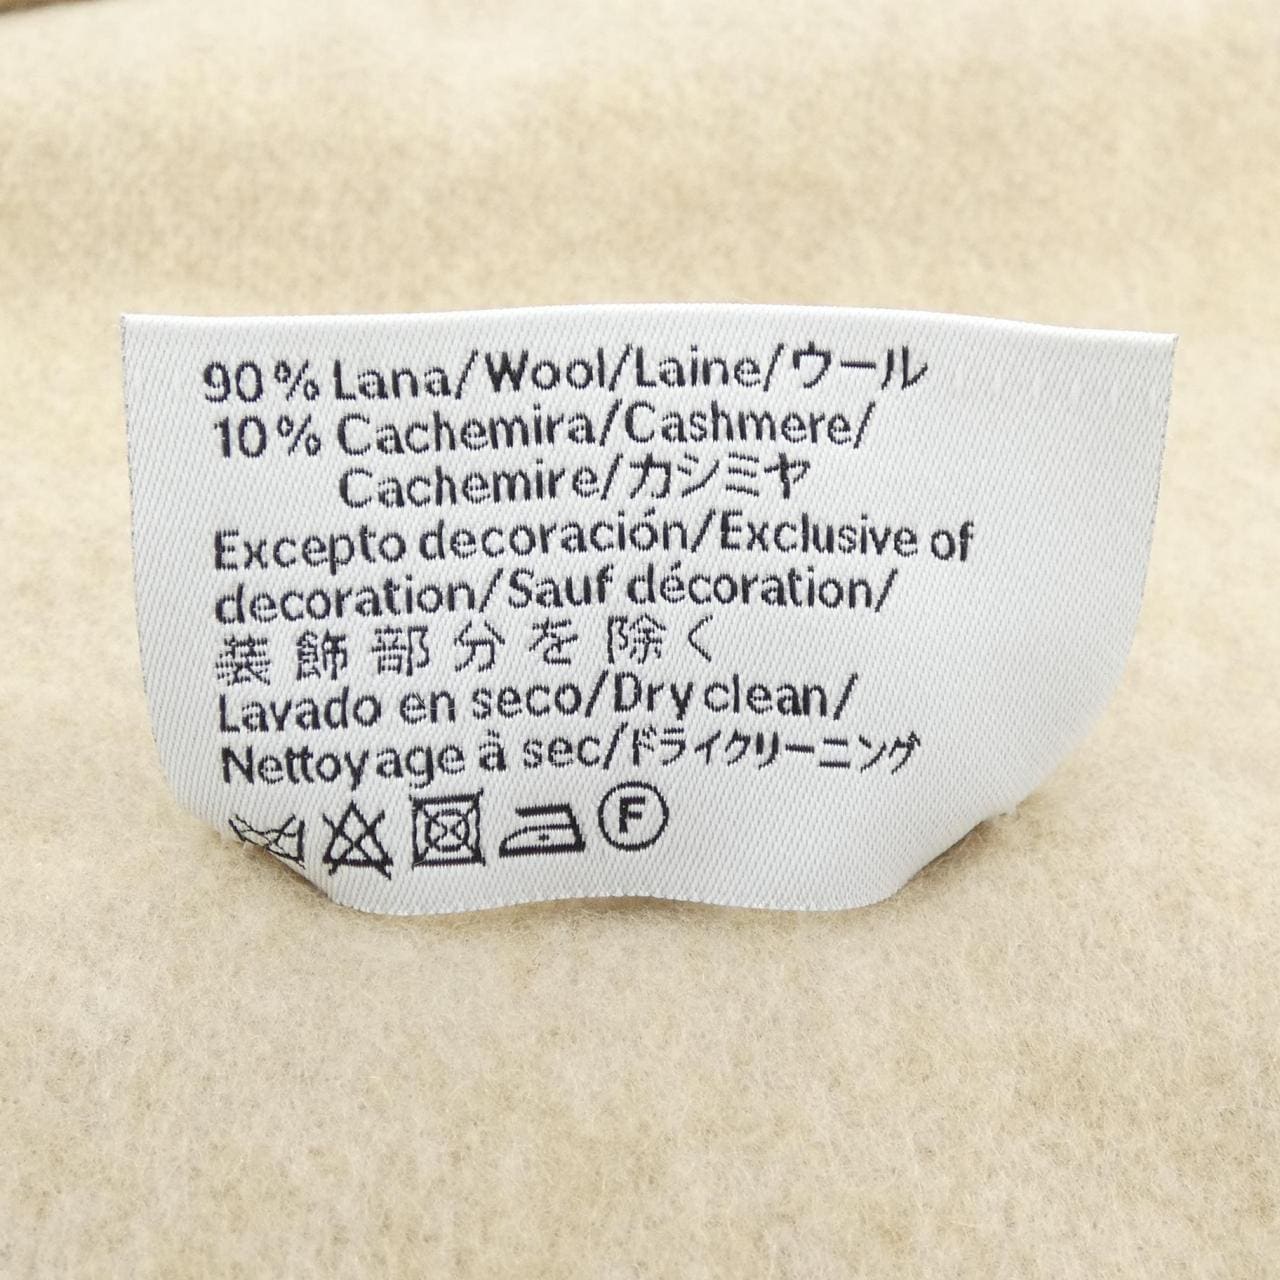 90% Lana/Wool/Laine/ウール
10% Cachemira/Cashmere/
Cachemire/カシミヤ
Excepto decoración/Exclusive of
decoration/Sauf décoration/
装飾部分を除く
Lavado en seco/Dry clean/
Nettoyage à sec/ドライクリーニング
F